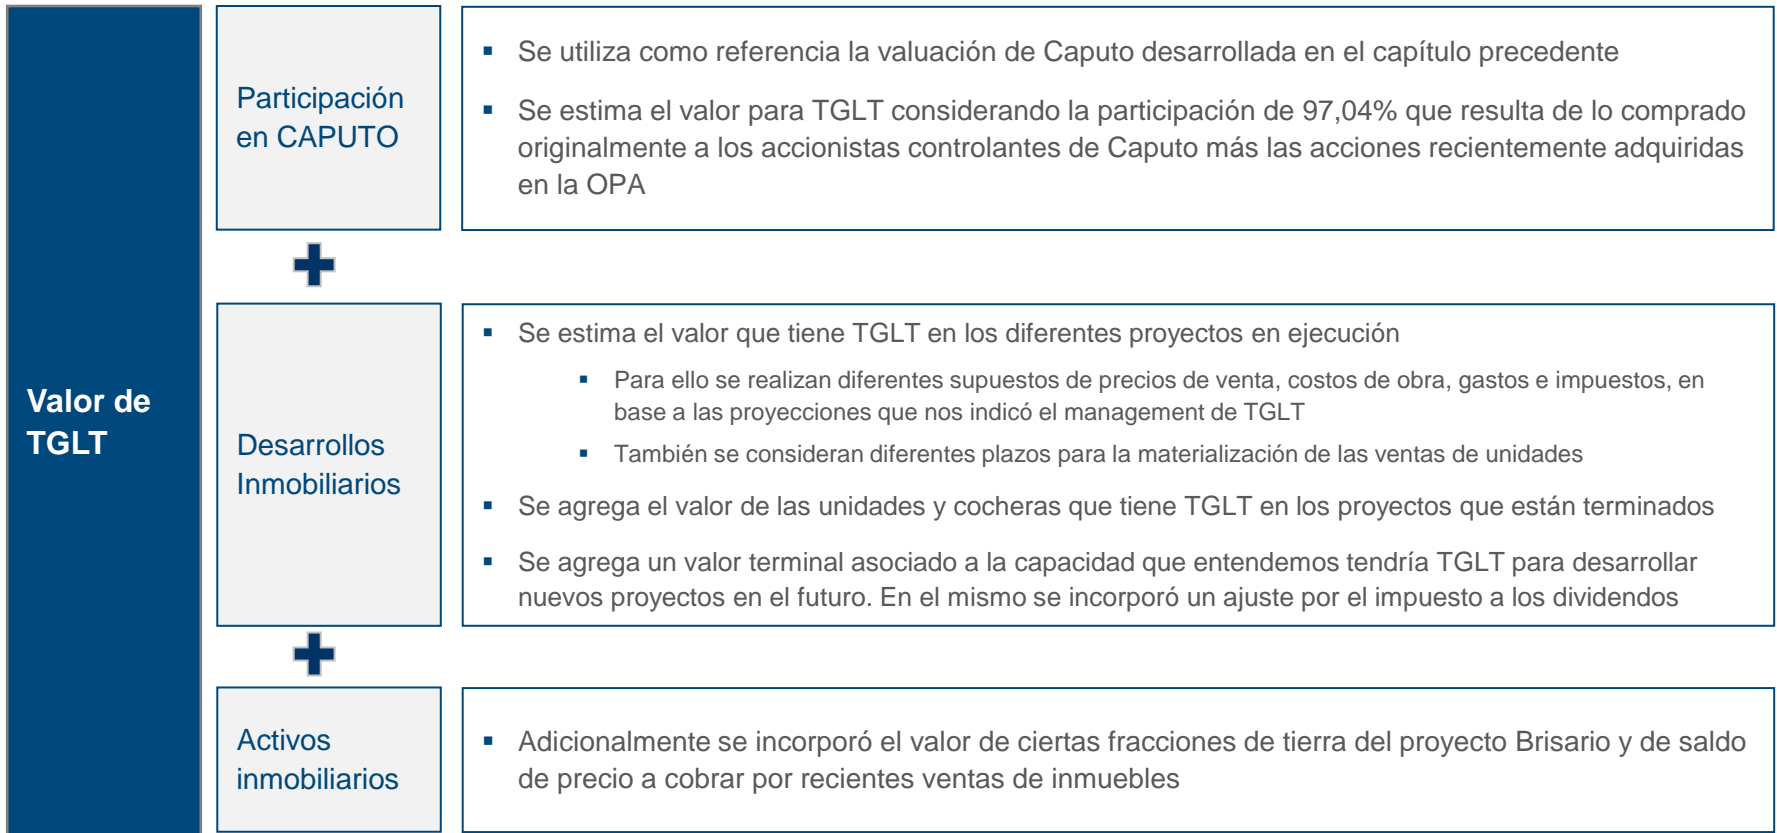 Valor de
TGLT
Participación
en CAPUTO
▪ Se utiliza como referencia la valuación de Caputo desarrollada en el capítulo precedente
▪ Se estima el valor para TGLT considerando la participación de 97,04% que resulta de lo comprado
originalmente a los accionistas controlantes de Caputo más las acciones recientemente adquiridas
en la OPA
Desarrollos
Inmobiliarios
▪ Se estima el valor que tiene TGLT en los diferentes proyectos en ejecución
▪ Para ello se realizan diferentes supuestos de precios de venta, costos de obra, gastos e impuestos, en
base a las proyecciones que nos indicó el management de TGLT
▪ También se consideran diferentes plazos para la materialización de las ventas de unidades
▪ Se agrega el valor de las unidades y cocheras que tiene TGLT en los proyectos que están terminados
▪ Se agrega un valor terminal asociado a la capacidad que entendemos tendría TGLT para desarrollar
nuevos proyectos en el futuro. En el mismo se incorporó un ajuste por el impuesto a los dividendos
Activos
inmobiliarios
▪ Adicionalmente se incorporó el valor de ciertas fracciones de tierra del proyecto Brisario y de saldo
de precio a cobrar por recientes ventas de inmuebles